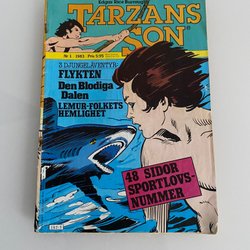 Edgar Rice Burroughs
TARZANS
SON
Nr 1 1983 Pris 5:95
3 DJUNGELÄVENTYR:
FLYKTEN
Den Blodiga
Dalen
LEMUR-FOLKETS
HEMLIGHET
48 SIDOR
SPORTLOVS-
NUMMER